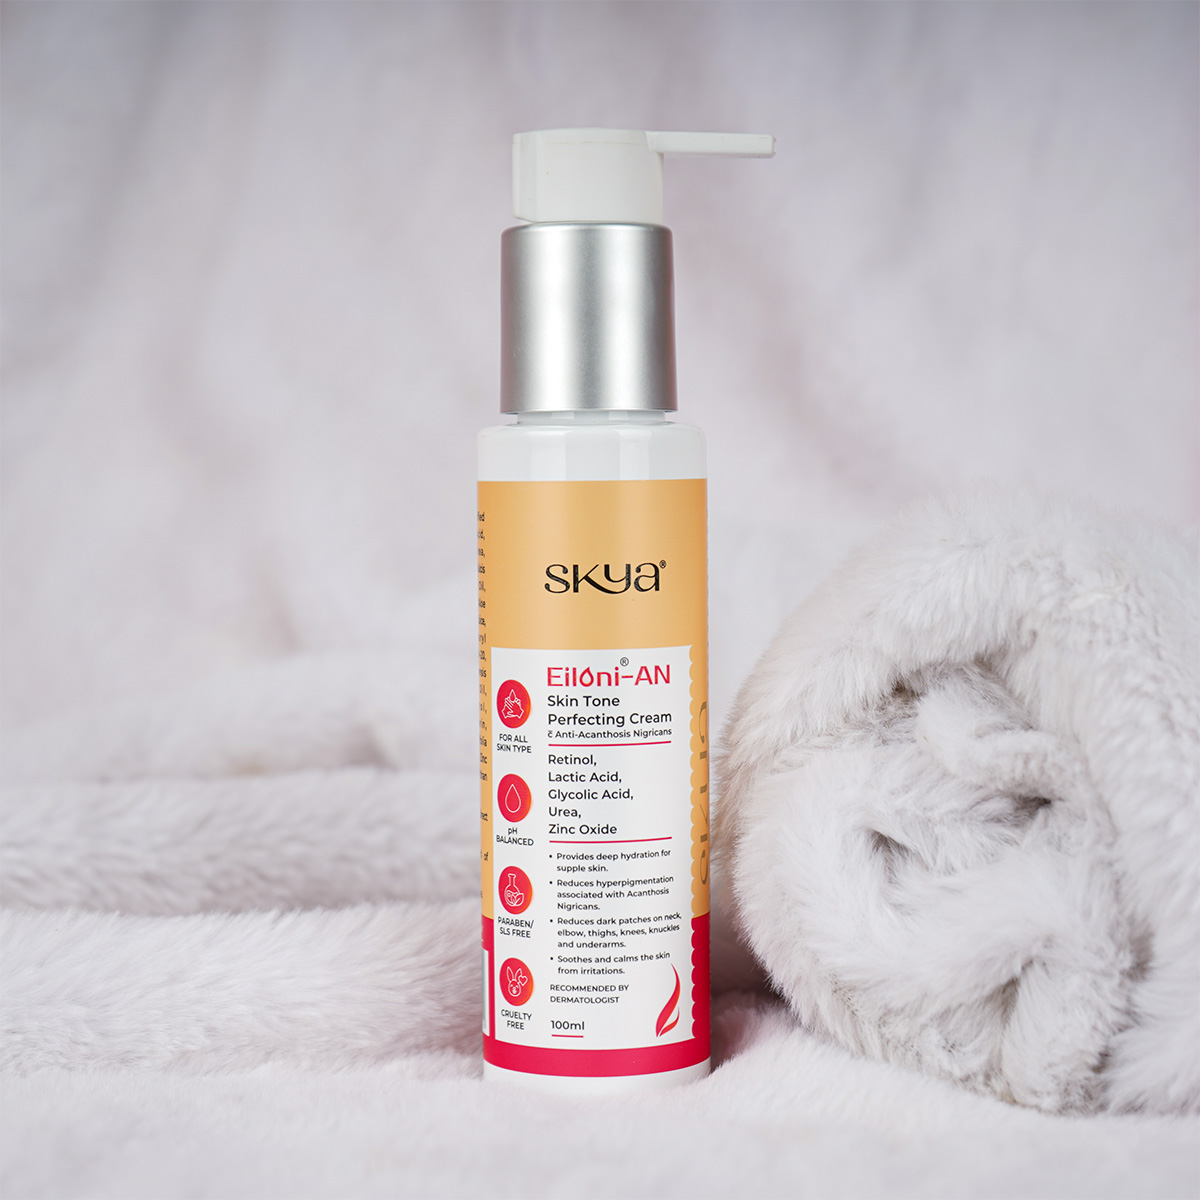 SKya®
Eilóni®-AN
Skin Tone
Perfecting Cream
c̄ Anti-Acanthosis Nigricans
Retinol,
Lactic Acid,
Glycolic Acid,
Urea,
Zinc Oxide
• Provides deep hydration for
supple skin.
• Reduces hyperpigmentation
associated with Acanthosis
Nigricans.
• Reduces dark patches on neck,
elbow, thighs, knees, knuckles
and underarms.
• Soothes and calms the skin
from irritations.
RECOMMENDED BY
DERMATOLOGIST
100ml
FOR ALL
SKIN TYPE
pH
BALANCED
PARABEN/
SLS FREE
CRUELTY
FREE